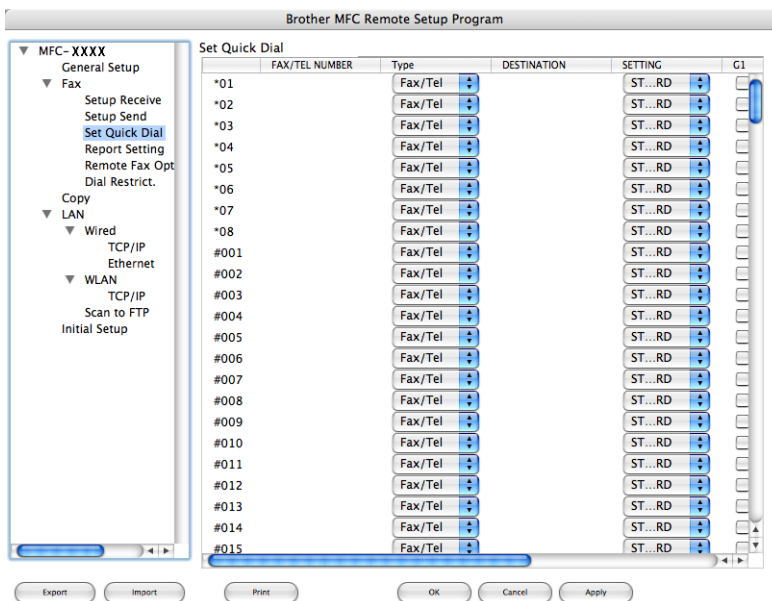 Brother MFC Remote Setup Program
MFC-XXXX
General Setup
Fax
Setup Receive
Setup Send
Set Quick Dial
Report Setting
Remote Fax Opt
Dial Restrict.
Copy
LAN
Wired
TCP/IP
Ethernet
WLAN
TCP/IP
Scan to FTP
Initial Setup
Set Quick Dial
FAX/TEL NUMBER Type DESTINATION SETTING G1
*01 Fax/Tel ST...RD
*02 Fax/Tel ST...RD
*03 Fax/Tel ST...RD
*04 Fax/Tel ST...RD
*05 Fax/Tel ST...RD
*06 Fax/Tel ST...RD
*07 Fax/Tel ST...RD
*08 Fax/Tel ST...RD
#001 Fax/Tel ST...RD
#002 Fax/Tel ST...RD
#003 Fax/Tel ST...RD
#004 Fax/Tel ST...RD
#005 Fax/Tel ST...RD
#006 Fax/Tel ST...RD
#007 Fax/Tel ST...RD
#008 Fax/Tel ST...RD
#009 Fax/Tel ST...RD
#010 Fax/Tel ST...RD
#011 Fax/Tel ST...RD
#012 Fax/Tel ST...RD
#013 Fax/Tel ST...RD
#014 Fax/Tel ST...RD
#015 Fax/Tel ST...RD
Export Import Print OK Cancel Apply